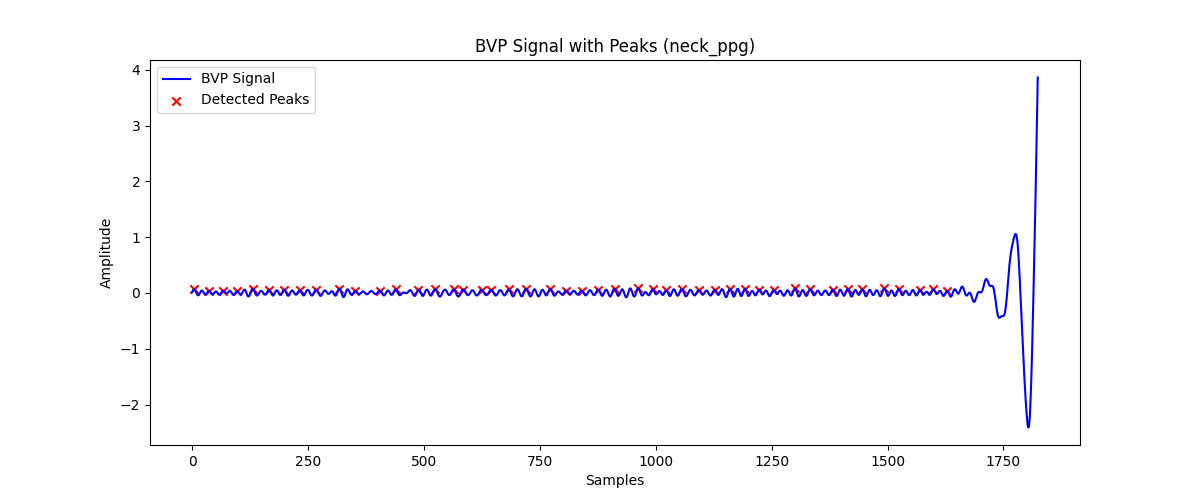 BVP Signal with Peaks (neck_ppg)
BVP Signal
Detected Peaks
4
3
2
1
0
−1
−2
Amplitude
0 250 500 750 1000 1250 1500 1750
Samples